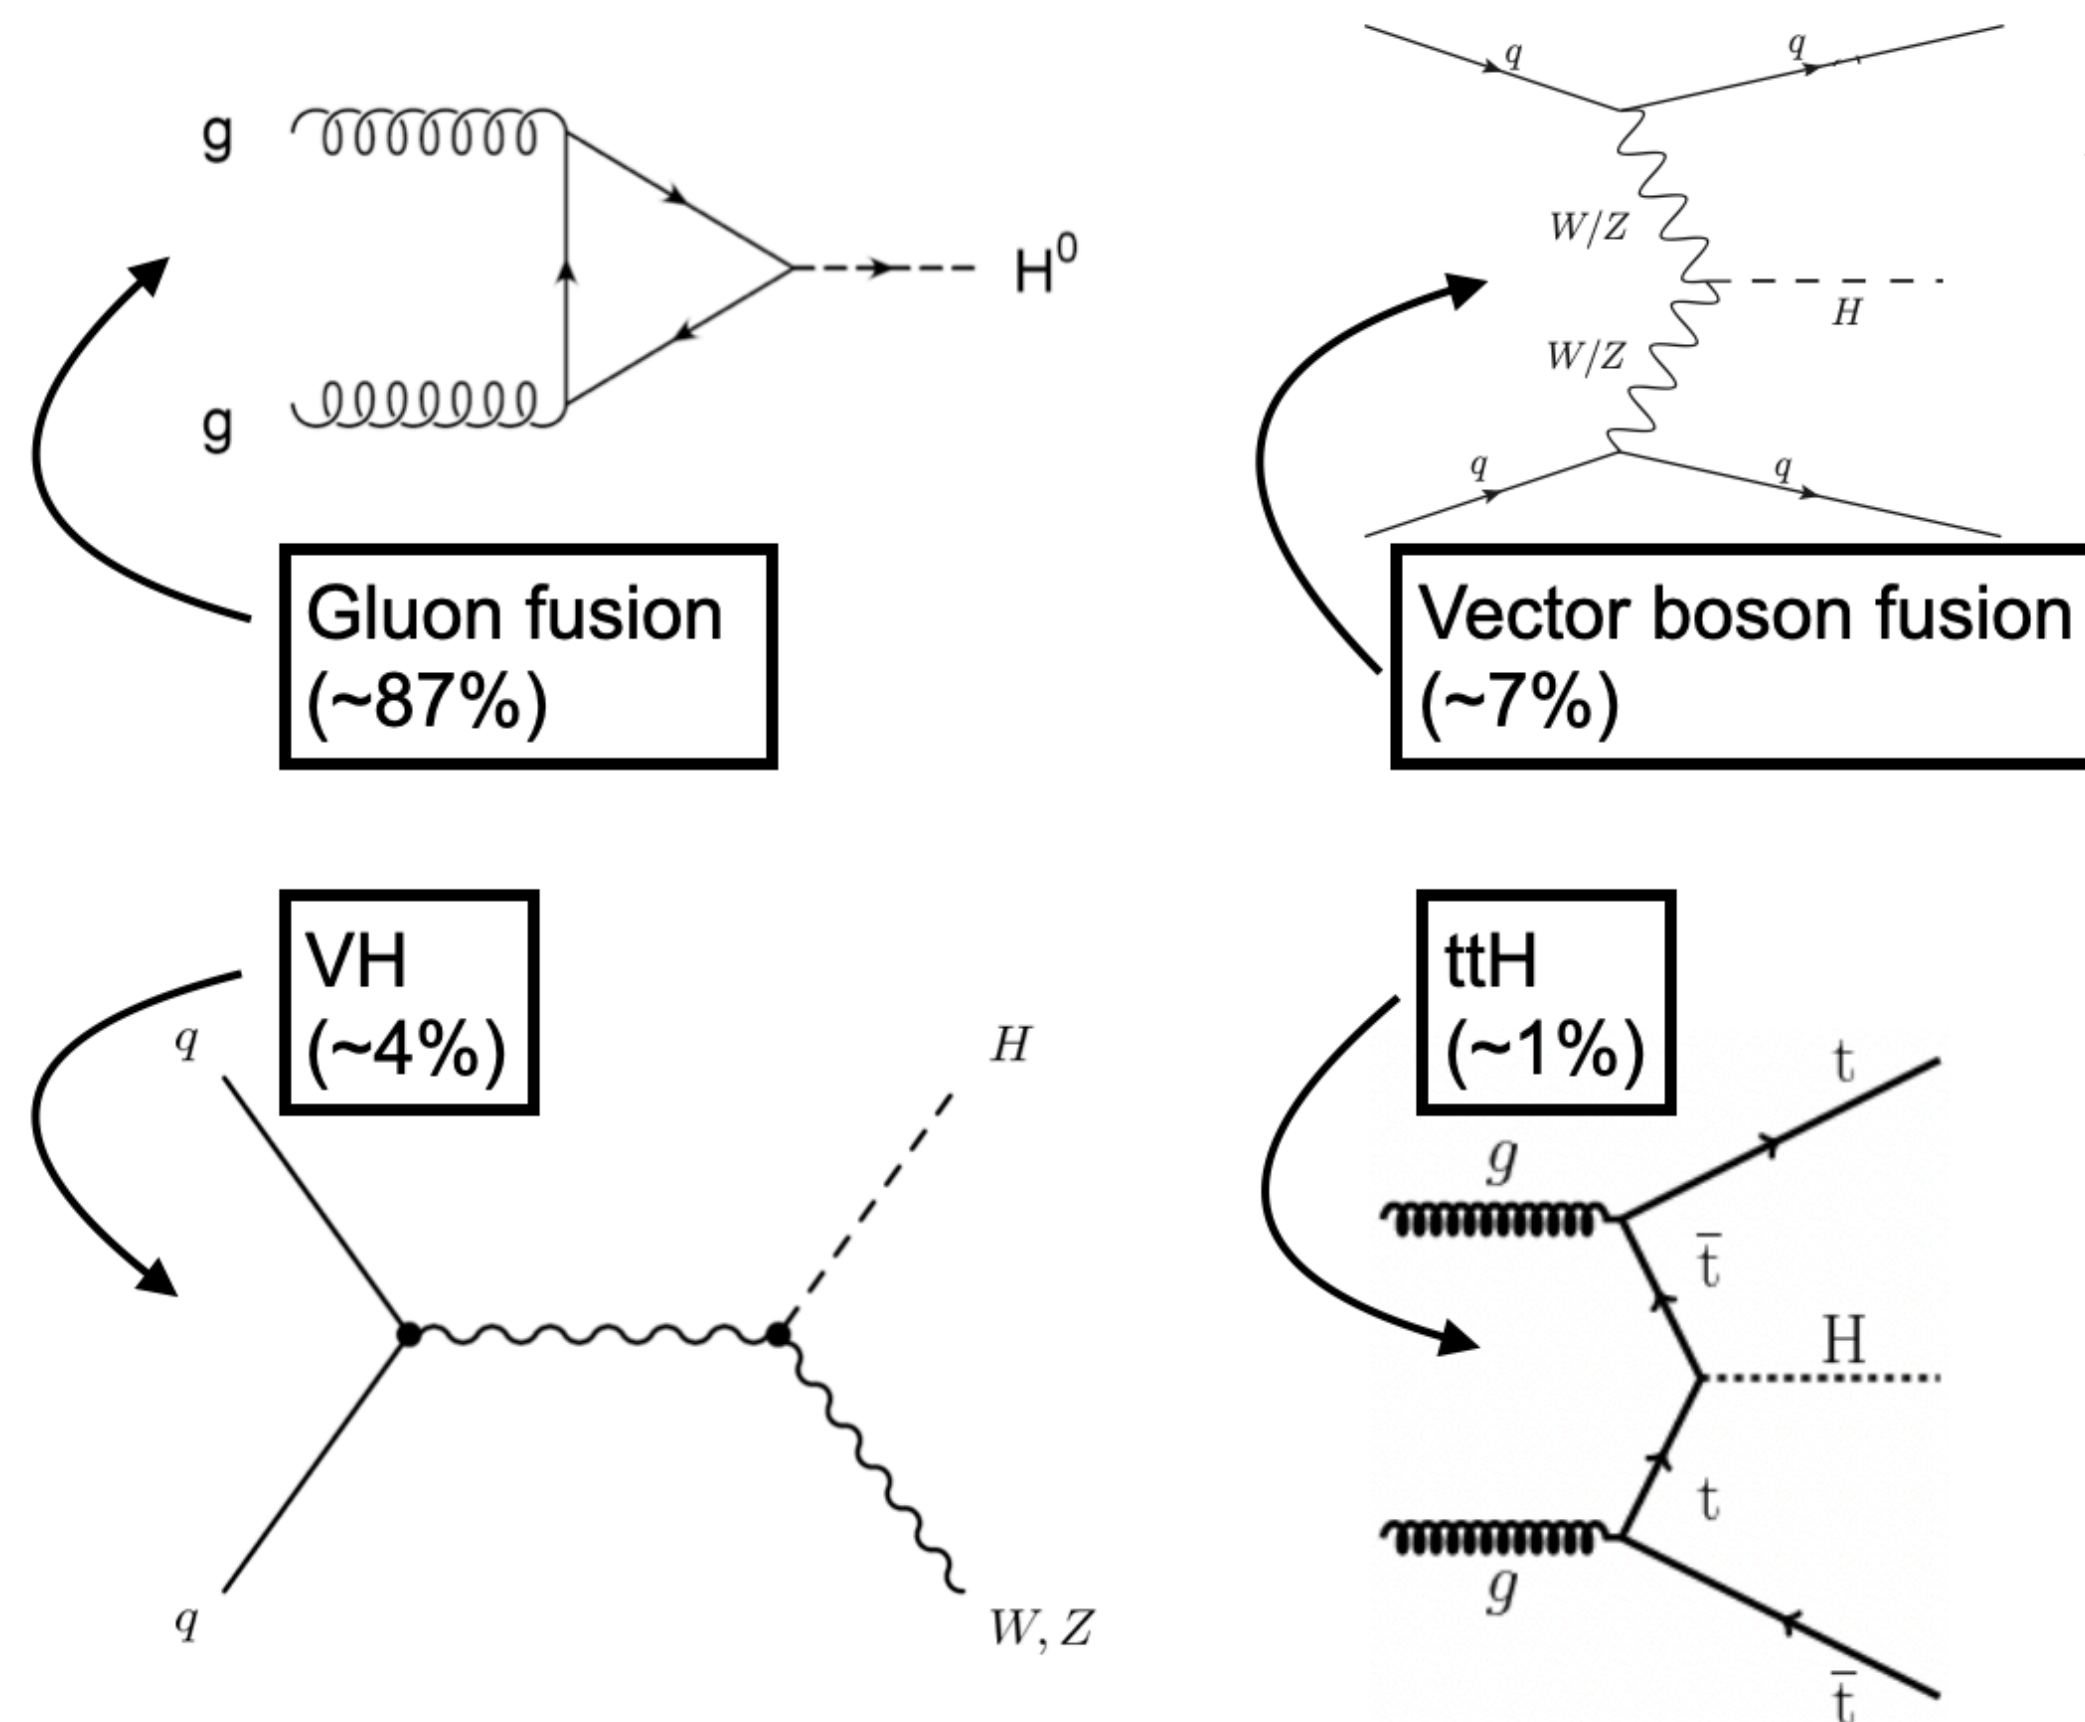 g
g
H⁰
Gluon fusion
(~87%)
q
q
W/Z
H
W/Z
q
q
Vector boson fusion
(~7%)
VH
(~4%)
q
H
q
W, Z
ttH
(~1%)
t
g
t̄
H
t
g
t̄